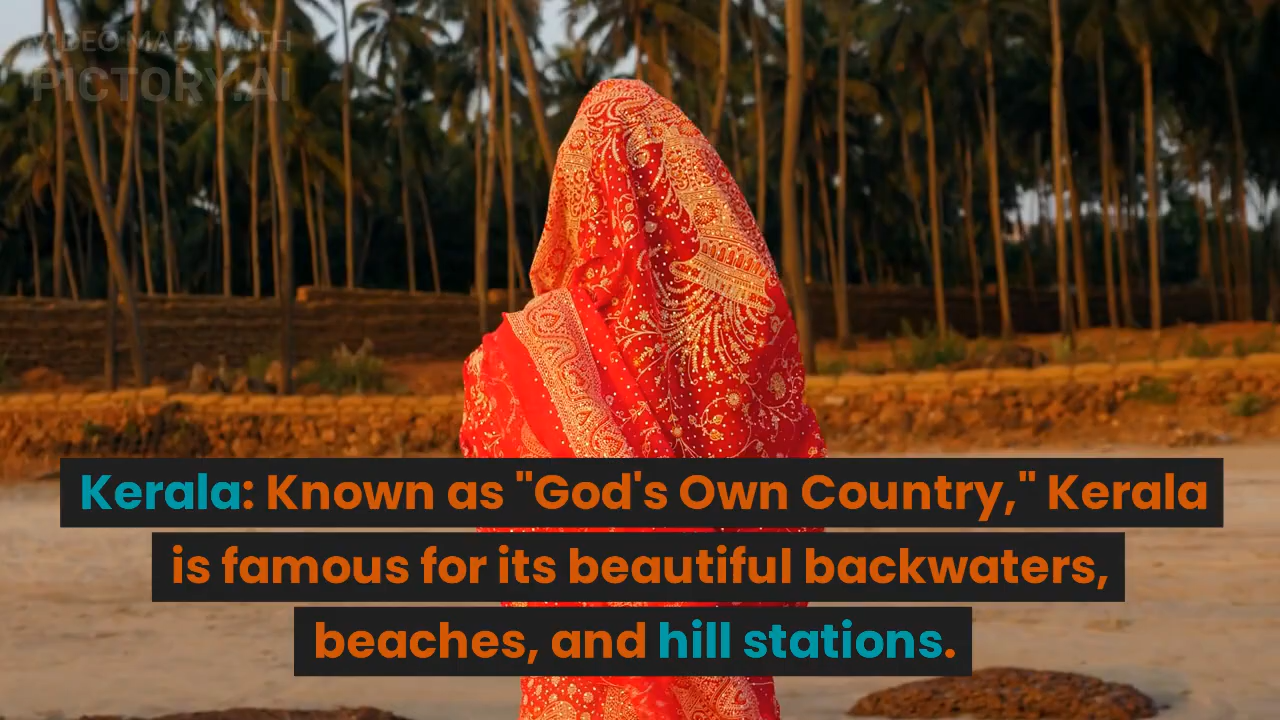 VIDEO MADE WITH
PICTORY.AI
Kerala: Known as "God's Own Country," Kerala
is famous for its beautiful backwaters,
beaches, and hill stations.